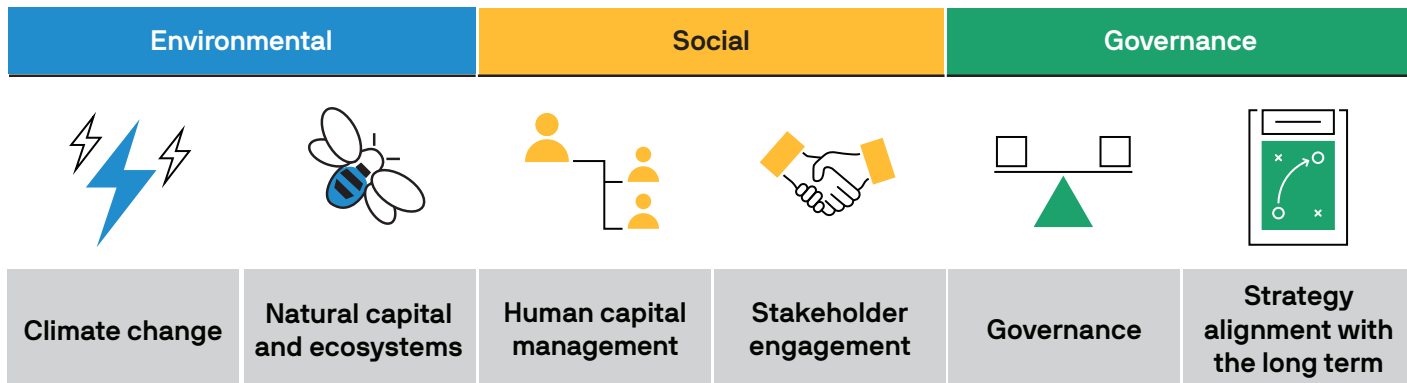 Environmental
Social
Governance
Climate change
Natural capital
and ecosystems
Human capital
management
Stakeholder
engagement
Governance
Strategy
alignment with
the long term